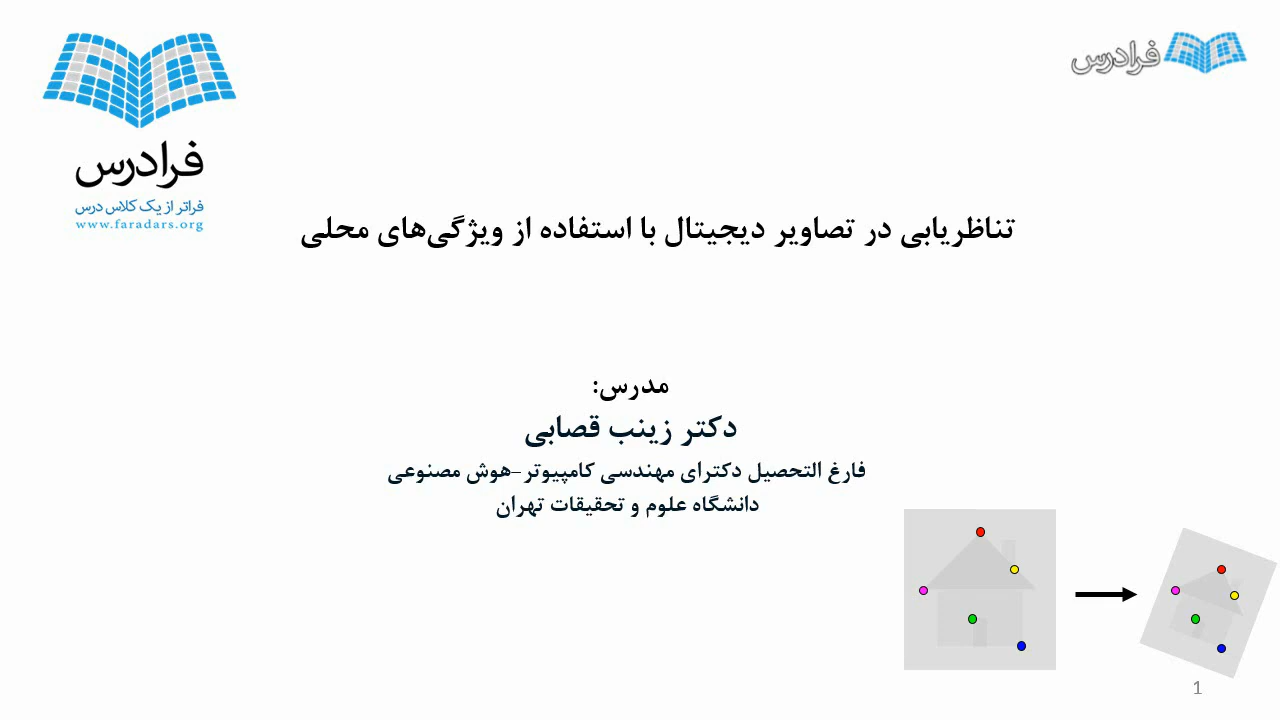 فرادرس
فرادرس
فراتر از یک کلاس درس
www.faradars.org
تناظریابی در تصاویر دیجیتال با استفاده از ویژگی‌های محلی
مدرس:
دکتر زینب قصابی
فارغ التحصیل دکترای مهندسی کامپیوتر-هوش مصنوعی
دانشگاه علوم و تحقیقات تهران
1